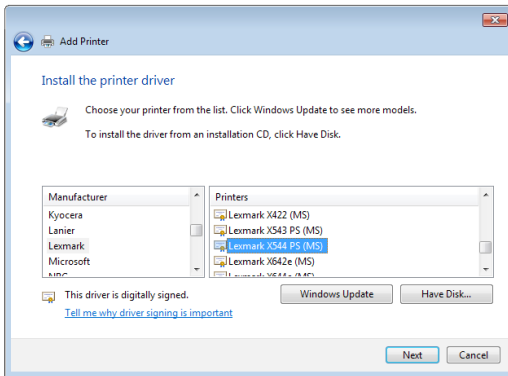 Add Printer
Install the printer driver
Choose your printer from the list. Click Windows Update to see more models.
To install the driver from an installation CD, click Have Disk.
Manufacturer
Kyocera
Lanier
Lexmark
Microsoft
Printers
Lexmark X422 (MS)
Lexmark X543 PS (MS)
Lexmark X544 PS (MS)
Lexmark X642e (MS)
This driver is digitally signed.
Tell me why driver signing is important
Windows Update
Have Disk...
Next
Cancel